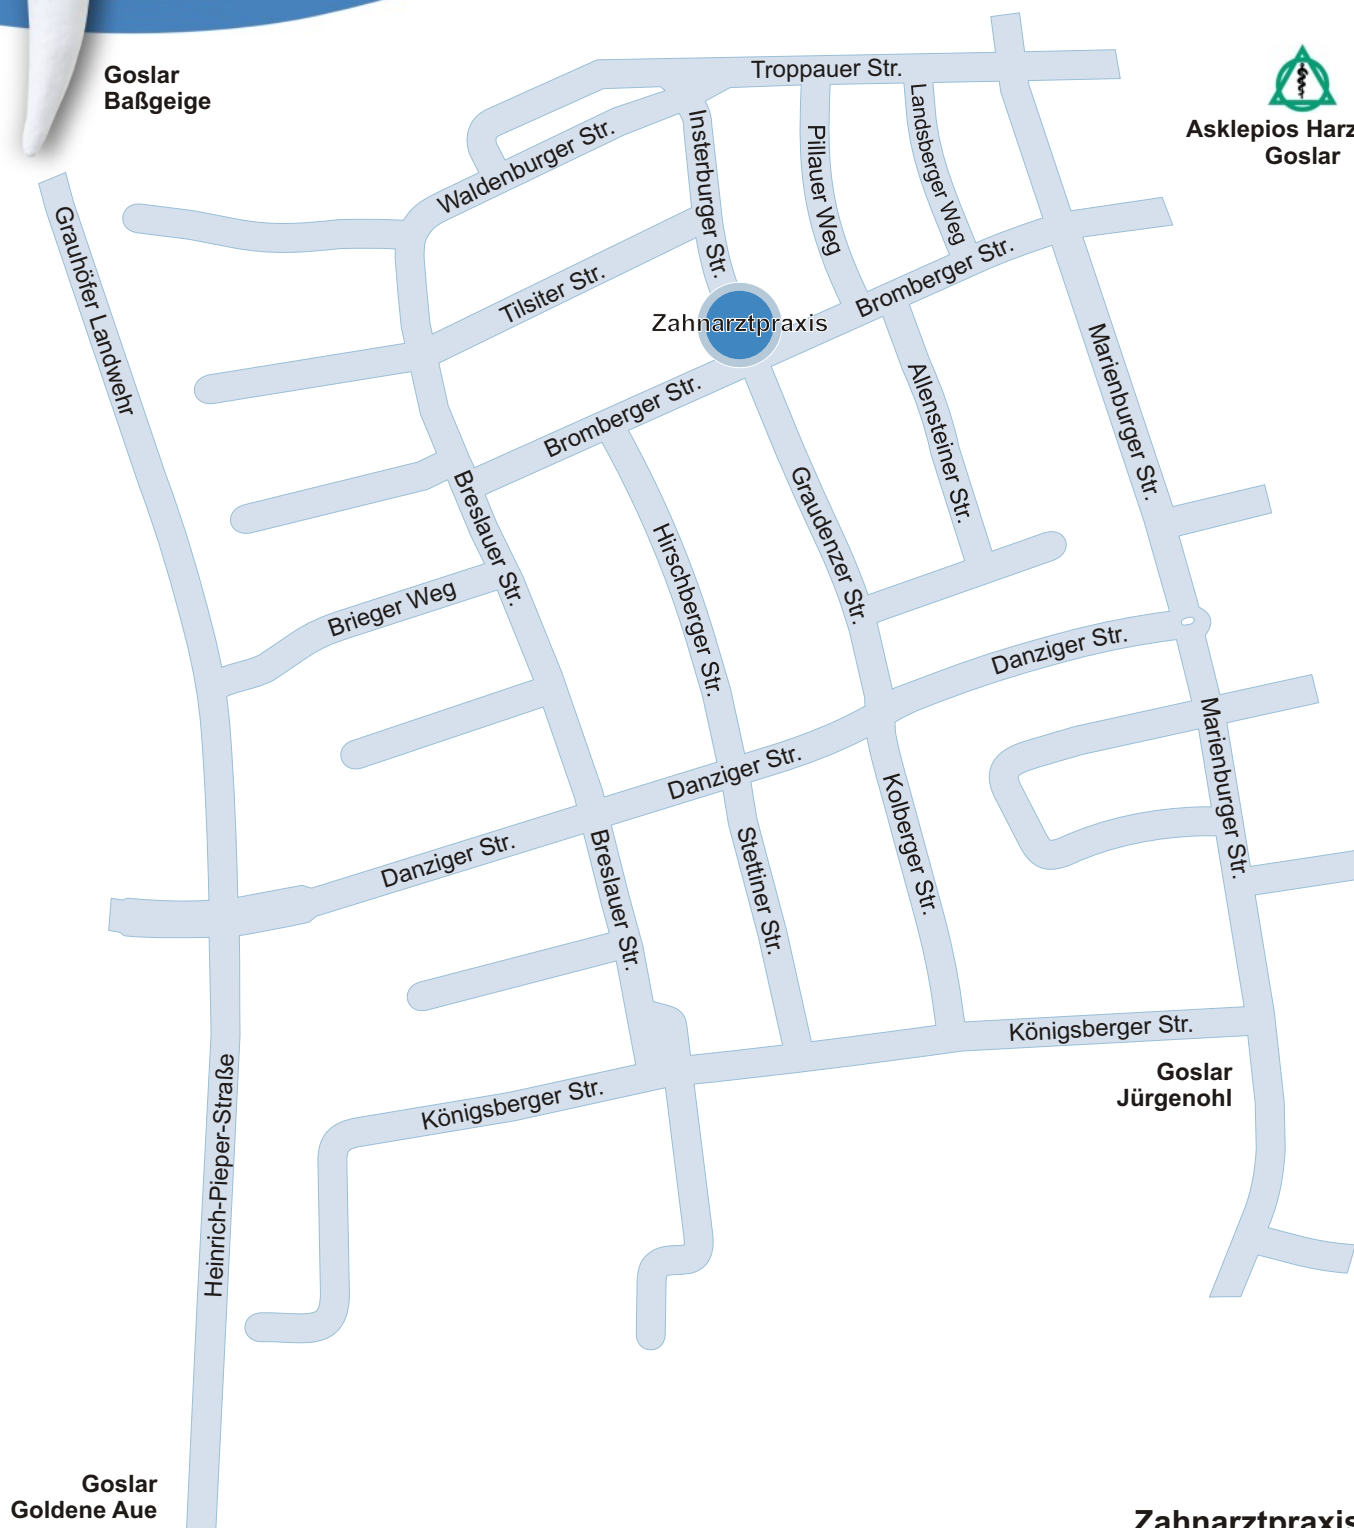 Goslar
Baßgeige
Troppauer Str.
Asklepios Harz
Goslar
Waldenburger Str.
Insterburger Str.
Pillauer Weg
Landsberger Weg
Grauhöfer Landwehr
Tilsiter Str.
Bromberger Str.
Zahnarztpraxis
Marienburger Str.
Bromberger Str.
Allensteiner Str.
Breslauer Str.
Graudenzer Str.
Hirschberger Str.
Brieger Weg
Danziger Str.
Marienburger Str.
Danziger Str.
Kolberger Str.
Danziger Str.
Breslauer Str.
Stettiner Str.
Königsberger Str.
Goslar
Jürgenohl
Königsberger Str.
Heinrich-Pieper-Straße
Goslar
Goldene Aue
Zahnarztpraxis